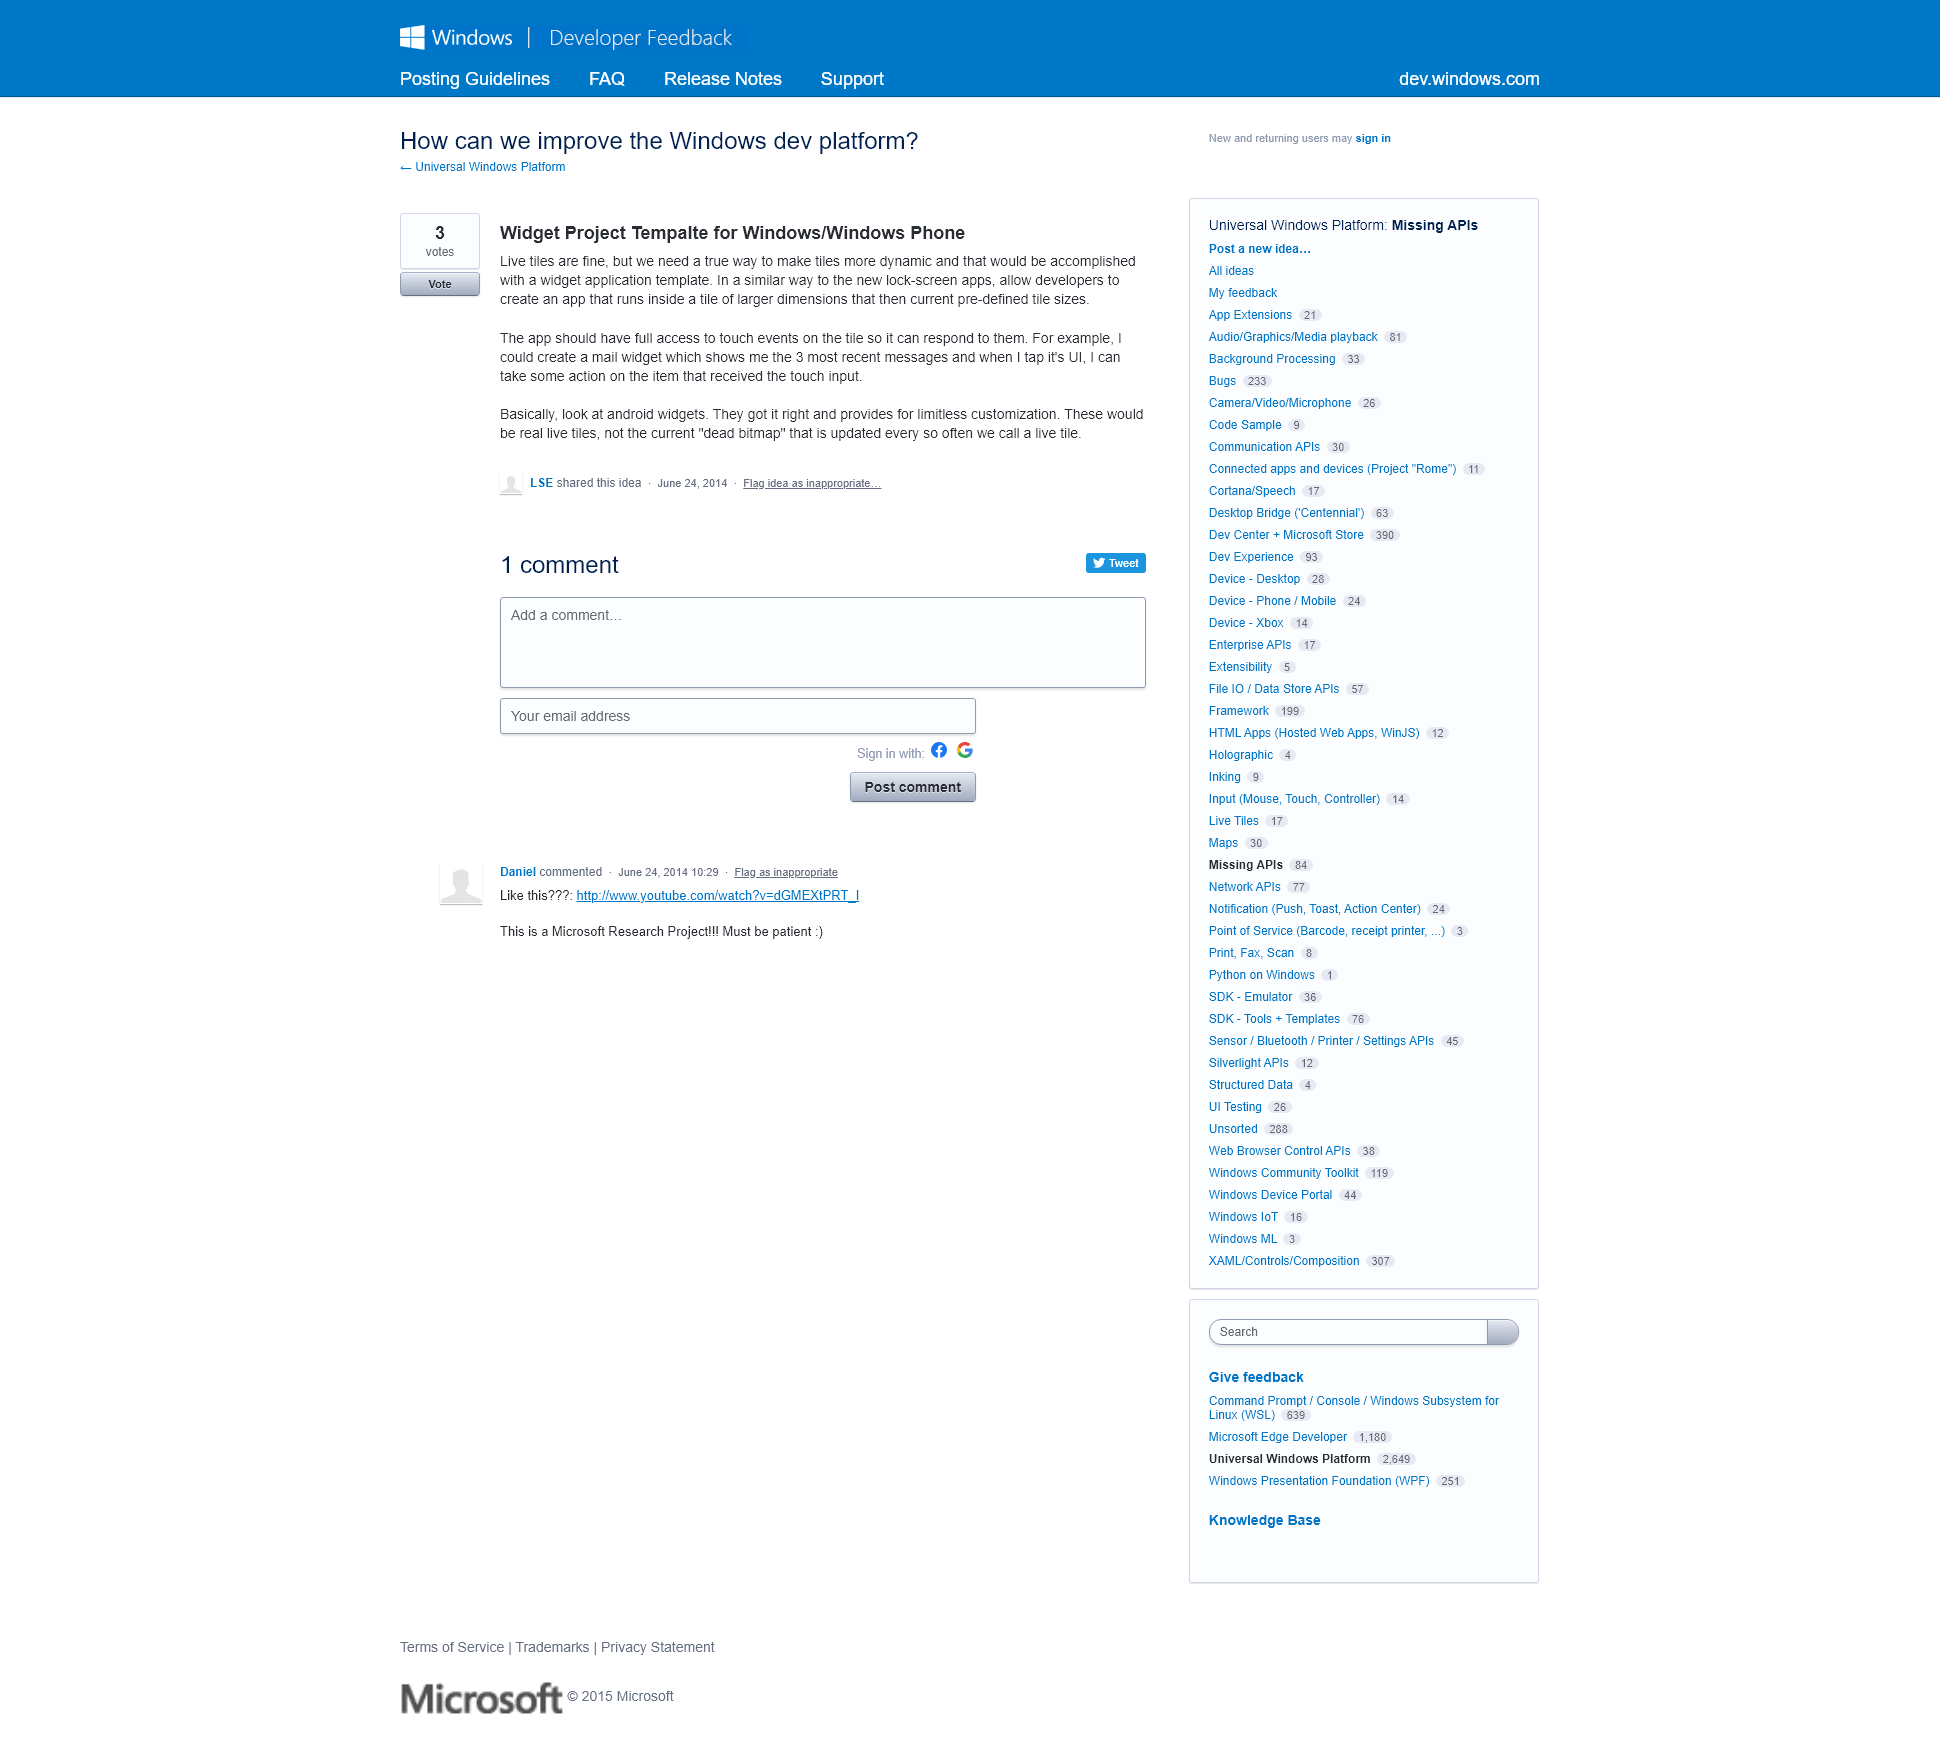 Windows | Developer Feedback
Posting Guidelines FAQ Release Notes Support dev.windows.com
How can we improve the Windows dev platform?
← Universal Windows Platform
New and returning users may sign in
3
votes
Vote
Widget Project Tempalte for Windows/Windows Phone
Live tiles are fine, but we need a true way to make tiles more dynamic and that would be accomplished
with a widget application template. In a similar way to the new lock-screen apps, allow developers to
create an app that runs inside a tile of larger dimensions that then current pre-defined tile sizes.
The app should have full access to touch events on the tile so it can respond to them. For example, I
could create a mail widget which shows me the 3 most recent messages and when I tap it's UI, I can
take some action on the item that received the touch input.
Basically, look at android widgets. They got it right and provides for limitless customization. These would
be real live tiles, not the current "dead bitmap" that is updated every so often we call a live tile.
LSE shared this idea · June 24, 2014 · Flag idea as inappropriate…
1 comment
Tweet
Add a comment…
Your email address
Sign in with:
Post comment
Daniel commented · June 24, 2014 10:29 · Flag as inappropriate
Like this???: http://www.youtube.com/watch?v=dGMEXtPRT_I
This is a Microsoft Research Project!!! Must be patient :)
Universal Windows Platform: Missing APIs
Post a new idea…
All ideas
My feedback
App Extensions 21
Audio/Graphics/Media playback 81
Background Processing 33
Bugs 233
Camera/Video/Microphone 26
Code Sample 9
Communication APIs 30
Connected apps and devices (Project "Rome") 11
Cortana/Speech 17
Desktop Bridge ('Centennial') 63
Dev Center + Microsoft Store 390
Dev Experience 93
Device - Desktop 28
Device - Phone / Mobile 24
Device - Xbox 14
Enterprise APIs 17
Extensibility 5
File IO / Data Store APIs 57
Framework 199
HTML Apps (Hosted Web Apps, WinJS) 12
Holographic 4
Inking 9
Input (Mouse, Touch, Controller) 14
Live Tiles 17
Maps 30
Missing APIs 84
Network APIs 77
Notification (Push, Toast, Action Center) 24
Point of Service (Barcode, receipt printer, ...) 3
Print, Fax, Scan 8
Python on Windows 1
SDK - Emulator 36
SDK - Tools + Templates 76
Sensor / Bluetooth / Printer / Settings APIs 45
Silverlight APIs 12
Structured Data 4
UI Testing 26
Unsorted 288
Web Browser Control APIs 38
Windows Community Toolkit 119
Windows Device Portal 44
Windows IoT 16
Windows ML 3
XAML/Controls/Composition 307
Search
Give feedback
Command Prompt / Console / Windows Subsystem for
Linux (WSL) 639
Microsoft Edge Developer 1,180
Universal Windows Platform 2,649
Windows Presentation Foundation (WPF) 251
Knowledge Base
Terms of Service | Trademarks | Privacy Statement
Microsoft © 2015 Microsoft